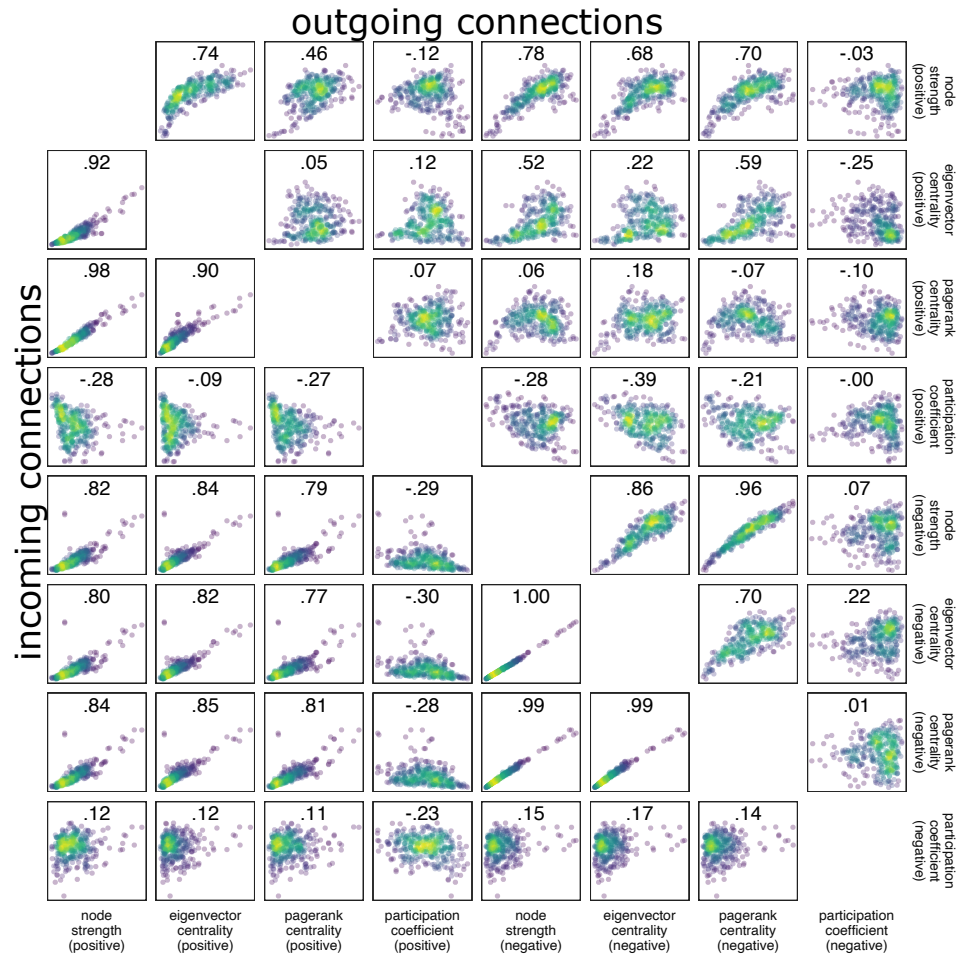 outgoing connections
incoming connections
.74 .46 -.12 .78 .68 .70 -.03
node
strength
(positive)
.92 .05 .12 .52 .22 .59 -.25
eigenvector
centrality
(positive)
.98 .90 .07 .06 .18 -.07 -.10
pagerank
centrality
(positive)
-.28 -.09 -.27 -.28 -.39 -.21 -.00
participation
coefficient
(positive)
.82 .84 .79 -.29 .86 .96 .07
node
strength
(negative)
.80 .82 .77 -.30 1.00 .70 .22
eigenvector
centrality
(negative)
.84 .85 .81 -.28 .99 .99 .01
pagerank
centrality
(negative)
.12 .12 .11 -.23 .15 .17 .14
participation
coefficient
(negative)
node eigenvector pagerank participation node eigenvector pagerank participation
strength centrality centrality coefficient strength centrality centrality coefficient
(positive) (positive) (positive) (positive) (negative) (negative) (negative) (negative)